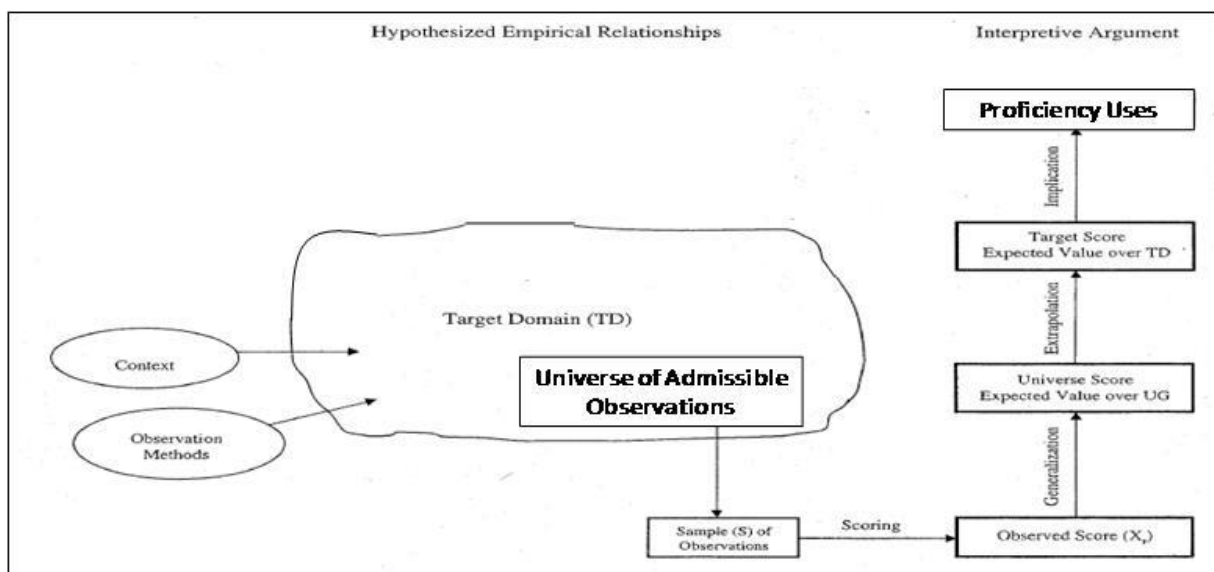 Hypothesized Empirical Relationships
Interpretive Argument
Proficiency Uses
Implication
Target Score
Expected Value over TD
Extrapolation
Target Domain (TD)
Context
Universe of Admissible
Observations
Universe Score
Expected Value over UG
Observation
Methods
Generalization
Sample (S) of
Observations
Scoring
Observed Score (Xr)